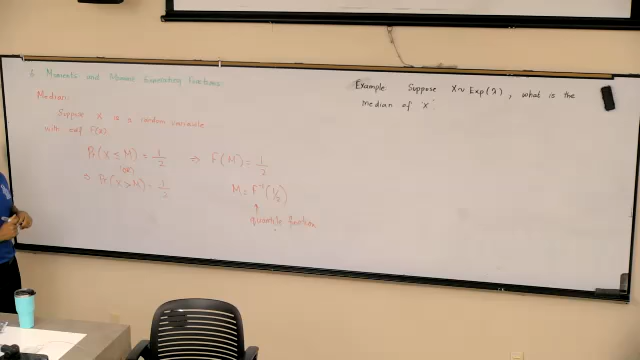 6 Moments and Moment Generating Functions
Median:
Suppose X is a random variable
with cdf F(x)
Pr(X ≤ M) = 1/2 ⇒ F(M) = 1/2
(or)
Pr(X > M) = 1/2
M = F⁻¹(1/2)
↑
quantile function
Example: Suppose X ~ Exp(λ), what is the
median of 'X'